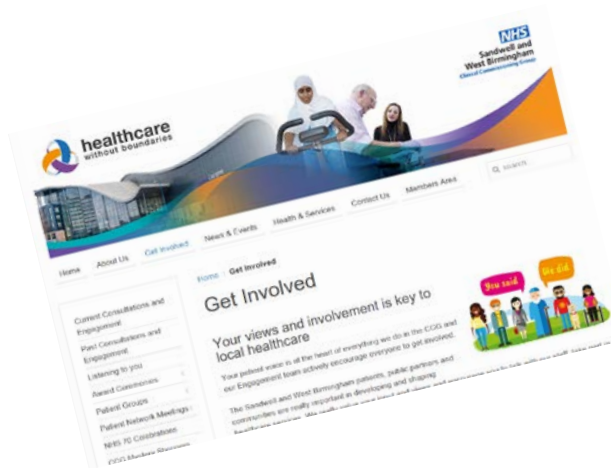 NHS
Sandwell and
West Birmingham
Clinical Commissioning Group
healthcare
without boundaries
search
Home
About Us
Get Involved
News & Events
Health & Services
Contact Us
Members Area
Home
Get Involved
Current Consultations and
Engagement
Past Consultations and
Engagement
Listening to you
Award Ceremonies
Patient Groups
Patient Network Meetings
NHS 70 Celebrations
Get Involved
You said
We did
Your views and involvement is key to
local healthcare
Your patient voice is at the heart of everything we do in the CCG and
our Engagement team actively encourage everyone to get involved.
The Sandwell and West Birmingham patients, public partners and
communities are really important in developing and shaping